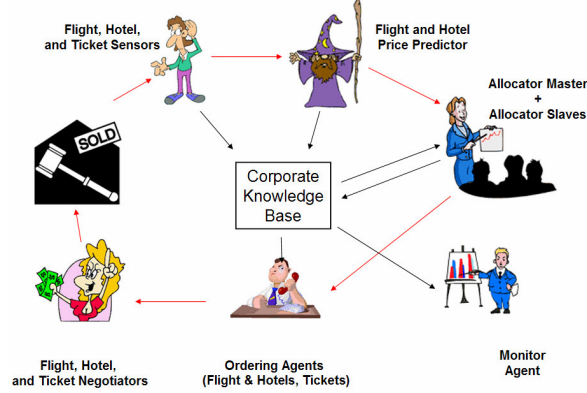 Flight, Hotel,
and Ticket Sensors
Flight and Hotel
Price Predictor
Allocator Master
+
Allocator Slaves
SOLD
Corporate
Knowledge
Base
Flight, Hotel,
and Ticket Negotiators
Ordering Agents
(Flight & Hotels, Tickets)
Monitor
Agent